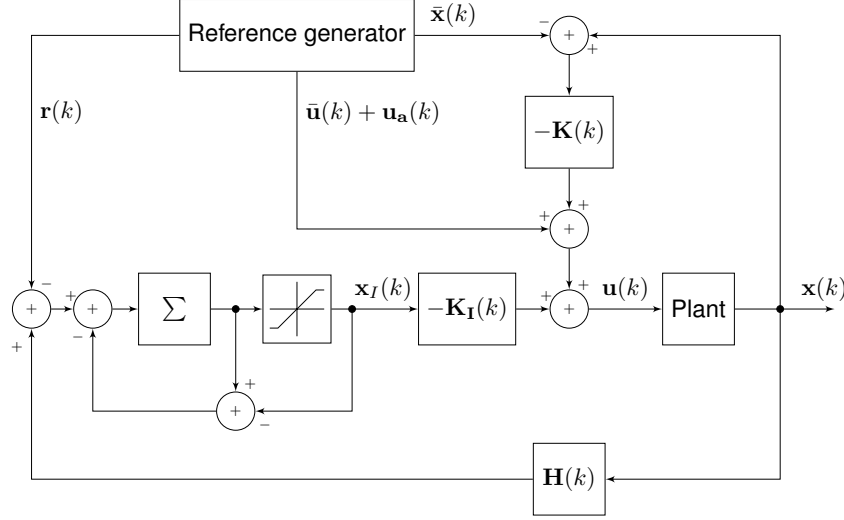 Reference generator
x̄(k)
−
+
+
r(k)
ū(k) + u_a(k)
−K(k)
+
+
+
−
+
+
+
−
+
Σ
x_I(k)
−K_I(k)
+
+
+
u(k)
Plant
x(k)
+
−
+
+
−
H(k)